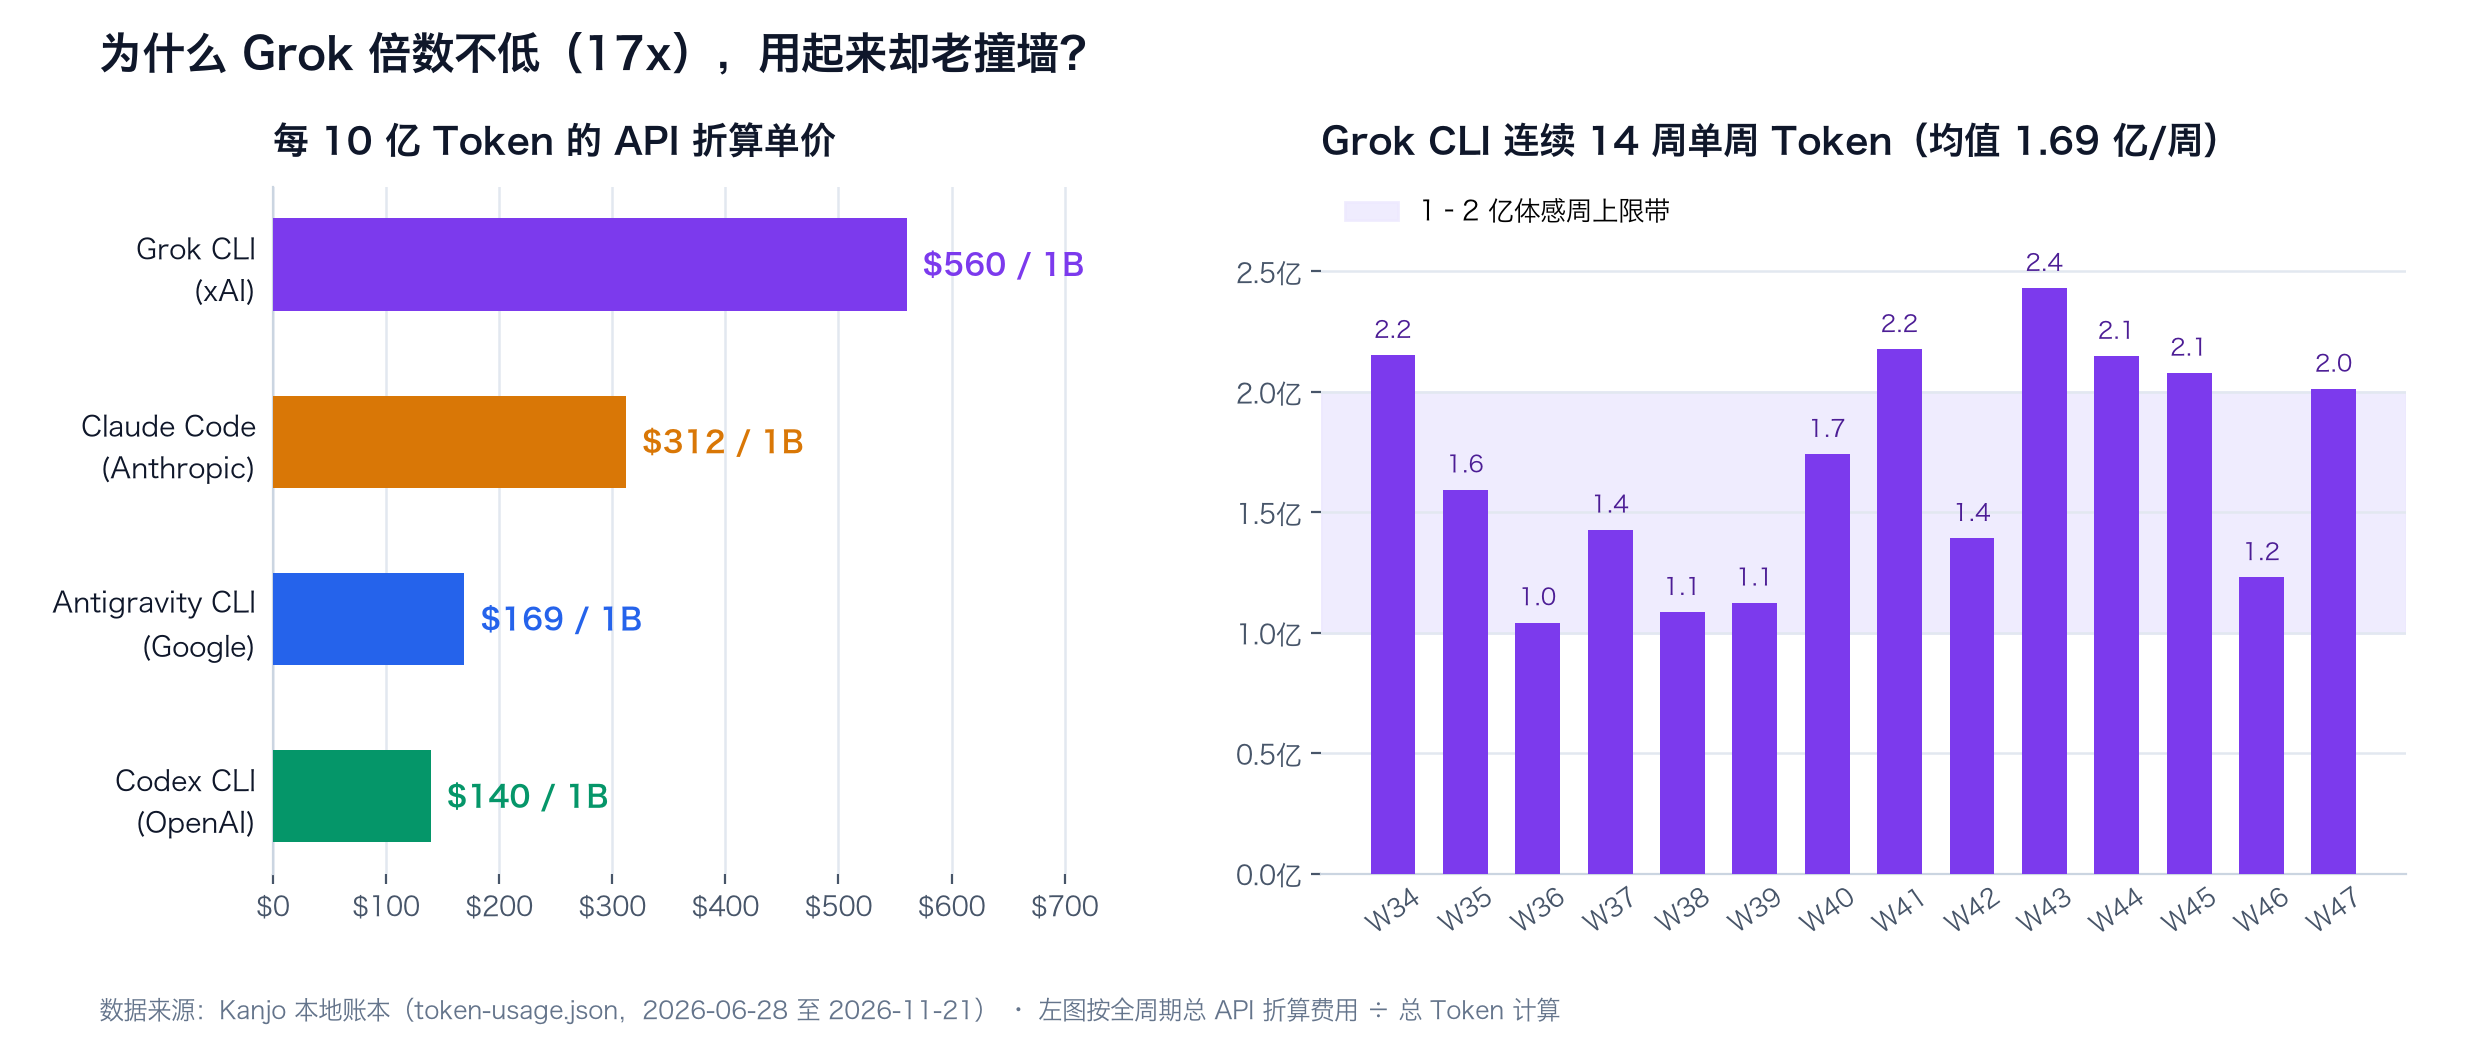 为什么 Grok 倍数不低（17x），用起来却老撞墙？
每 10 亿 Token 的 API 折算单价
Grok CLI
(xAI)
$560 / 1B
Claude Code
(Anthropic)
$312 / 1B
Antigravity CLI
(Google)
$169 / 1B
Codex CLI
(OpenAI)
$140 / 1B
$0 $100 $200 $300 $400 $500 $600 $700
Grok CLI 连续 14 周单周 Token（均值 1.69 亿/周）
1 - 2 亿体感周上限带
2.5亿
2.0亿
1.5亿
1.0亿
0.5亿
0.0亿
2.2 1.6 1.0 1.4 1.1 1.1 1.7 2.2 1.4 2.4 2.1 2.1 1.2 2.0
W34 W35 W36 W37 W38 W39 W40 W41 W42 W43 W44 W45 W46 W47
数据来源：Kanjo 本地账本（token-usage.json，2026-06-28 至 2026-11-21） · 左图按全周期总 API 折算费用 ÷ 总 Token 计算